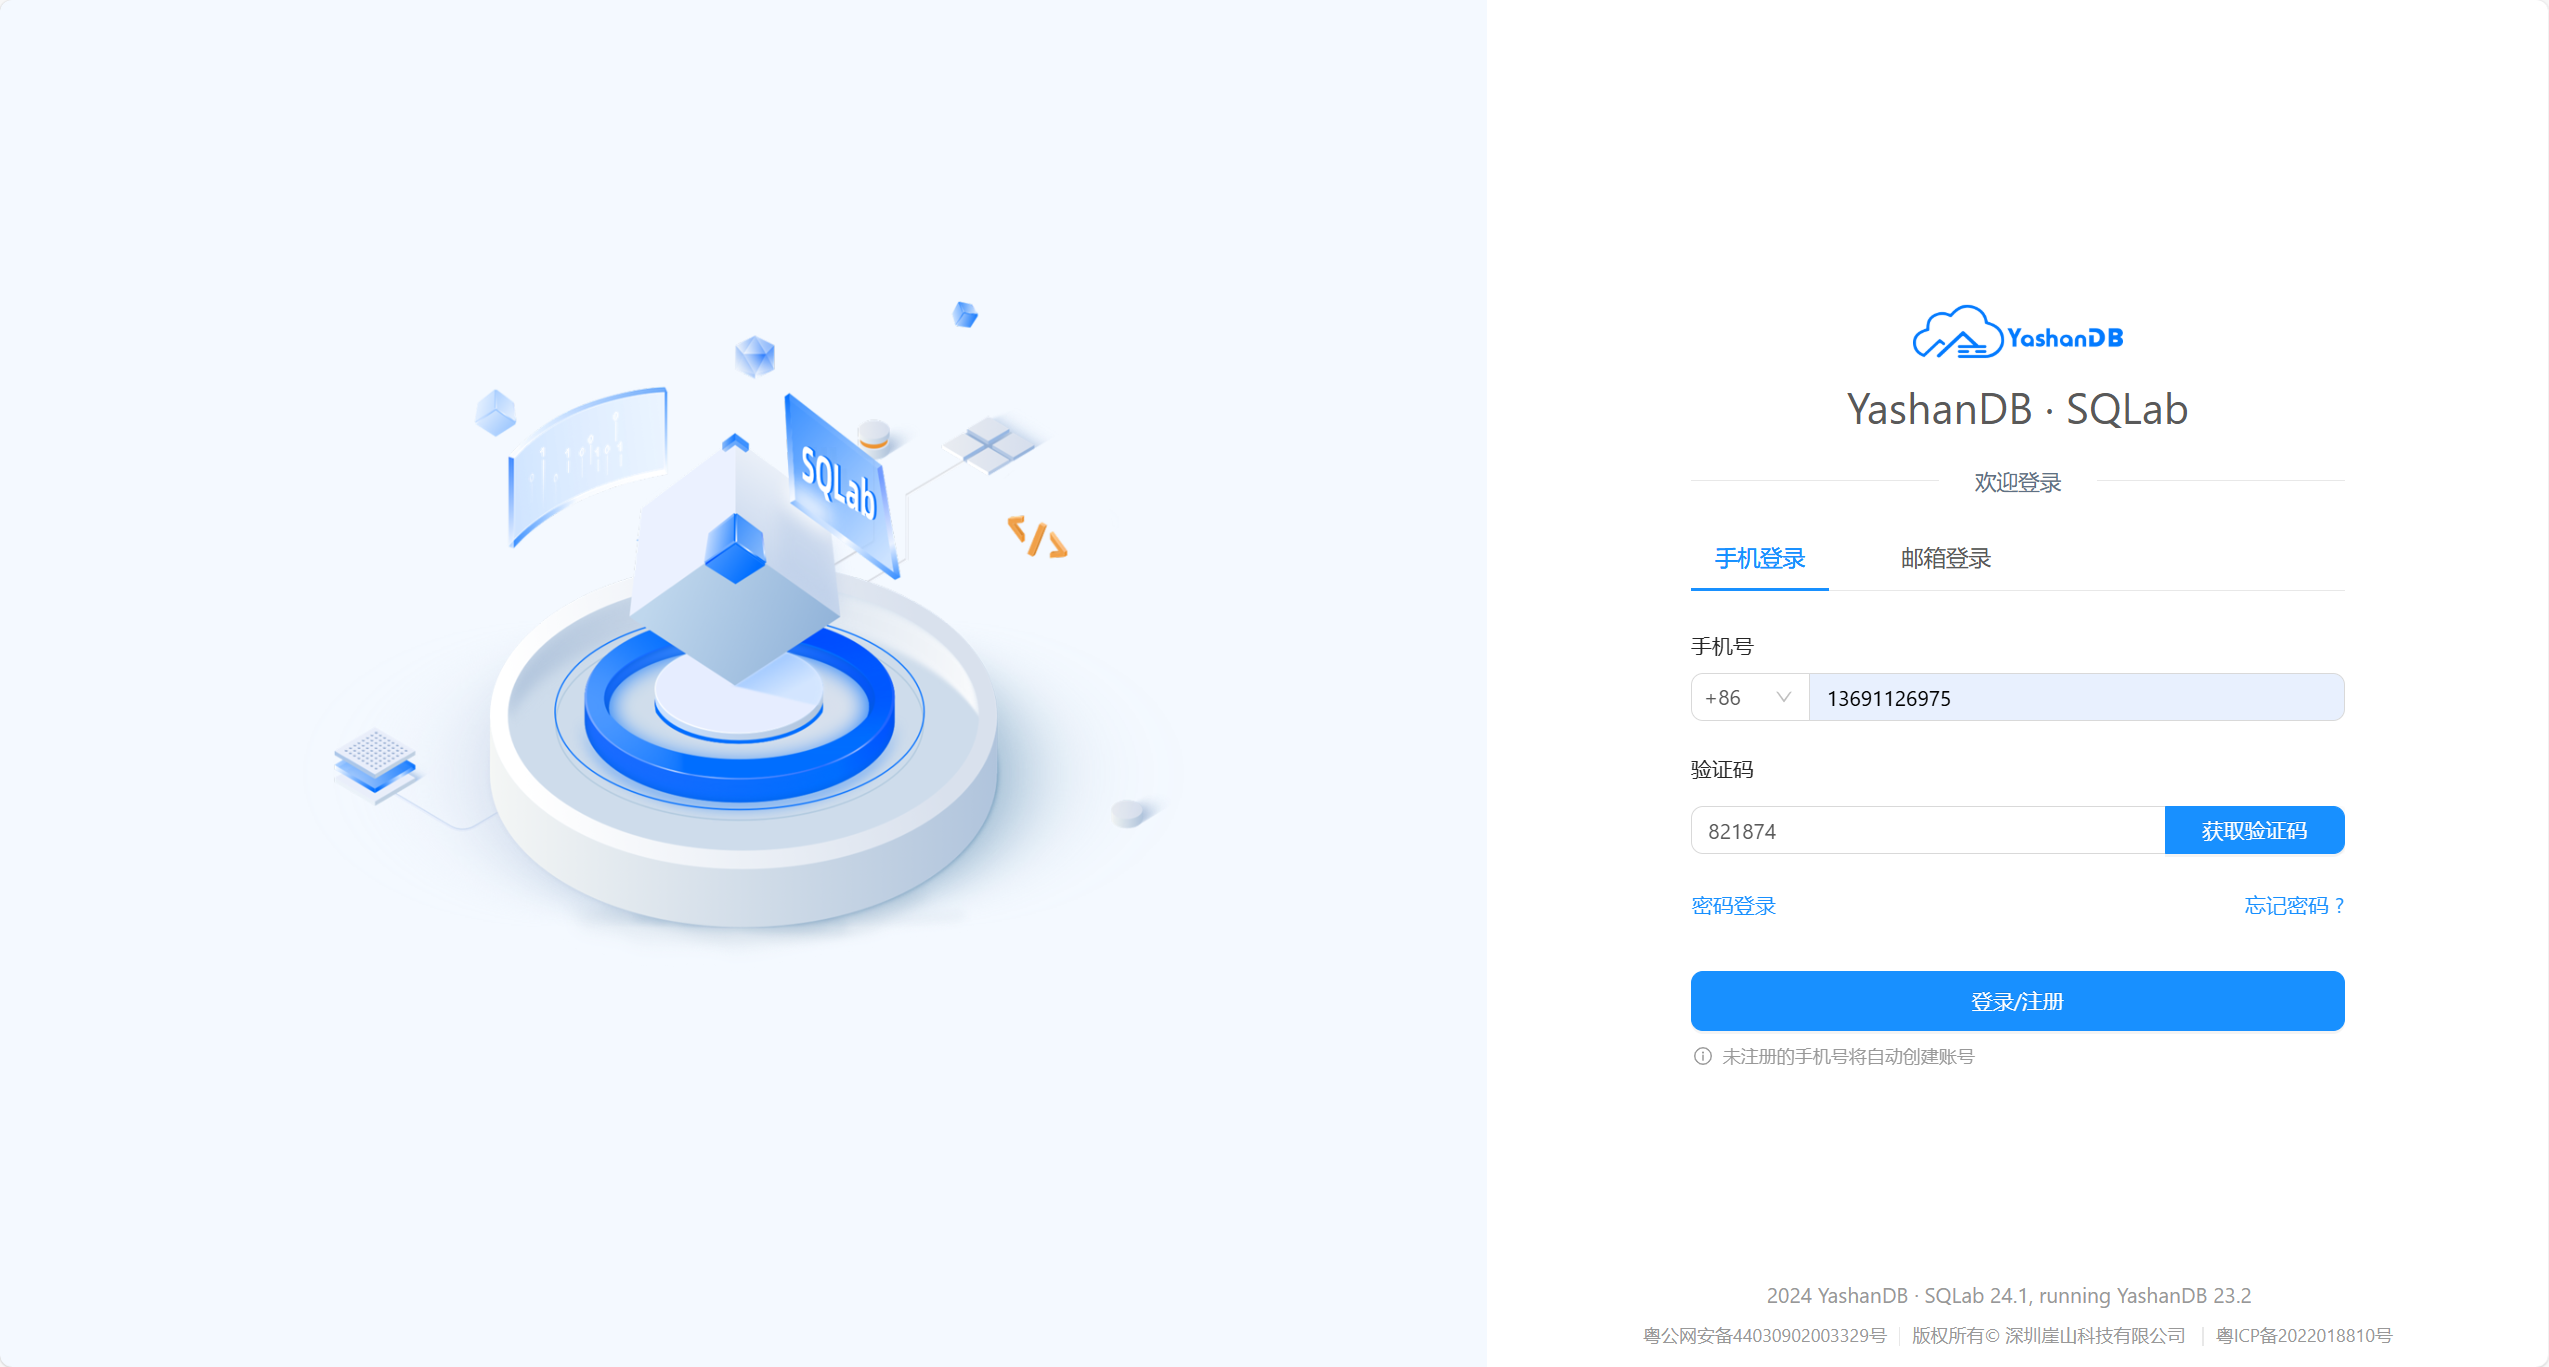 SQLab
YashanDB
YashanDB · SQLab
欢迎登录
手机登录 邮箱登录
手机号
+86 13691126975
验证码
821874 获取验证码
密码登录 忘记密码？
登录/注册
未注册的手机号将自动创建账号
2024 YashanDB · SQLab 24.1, running YashanDB 23.2
粤公网安备44030902003329号 | 版权所有© 深圳崖山科技有限公司 | 粤ICP备2022018810号